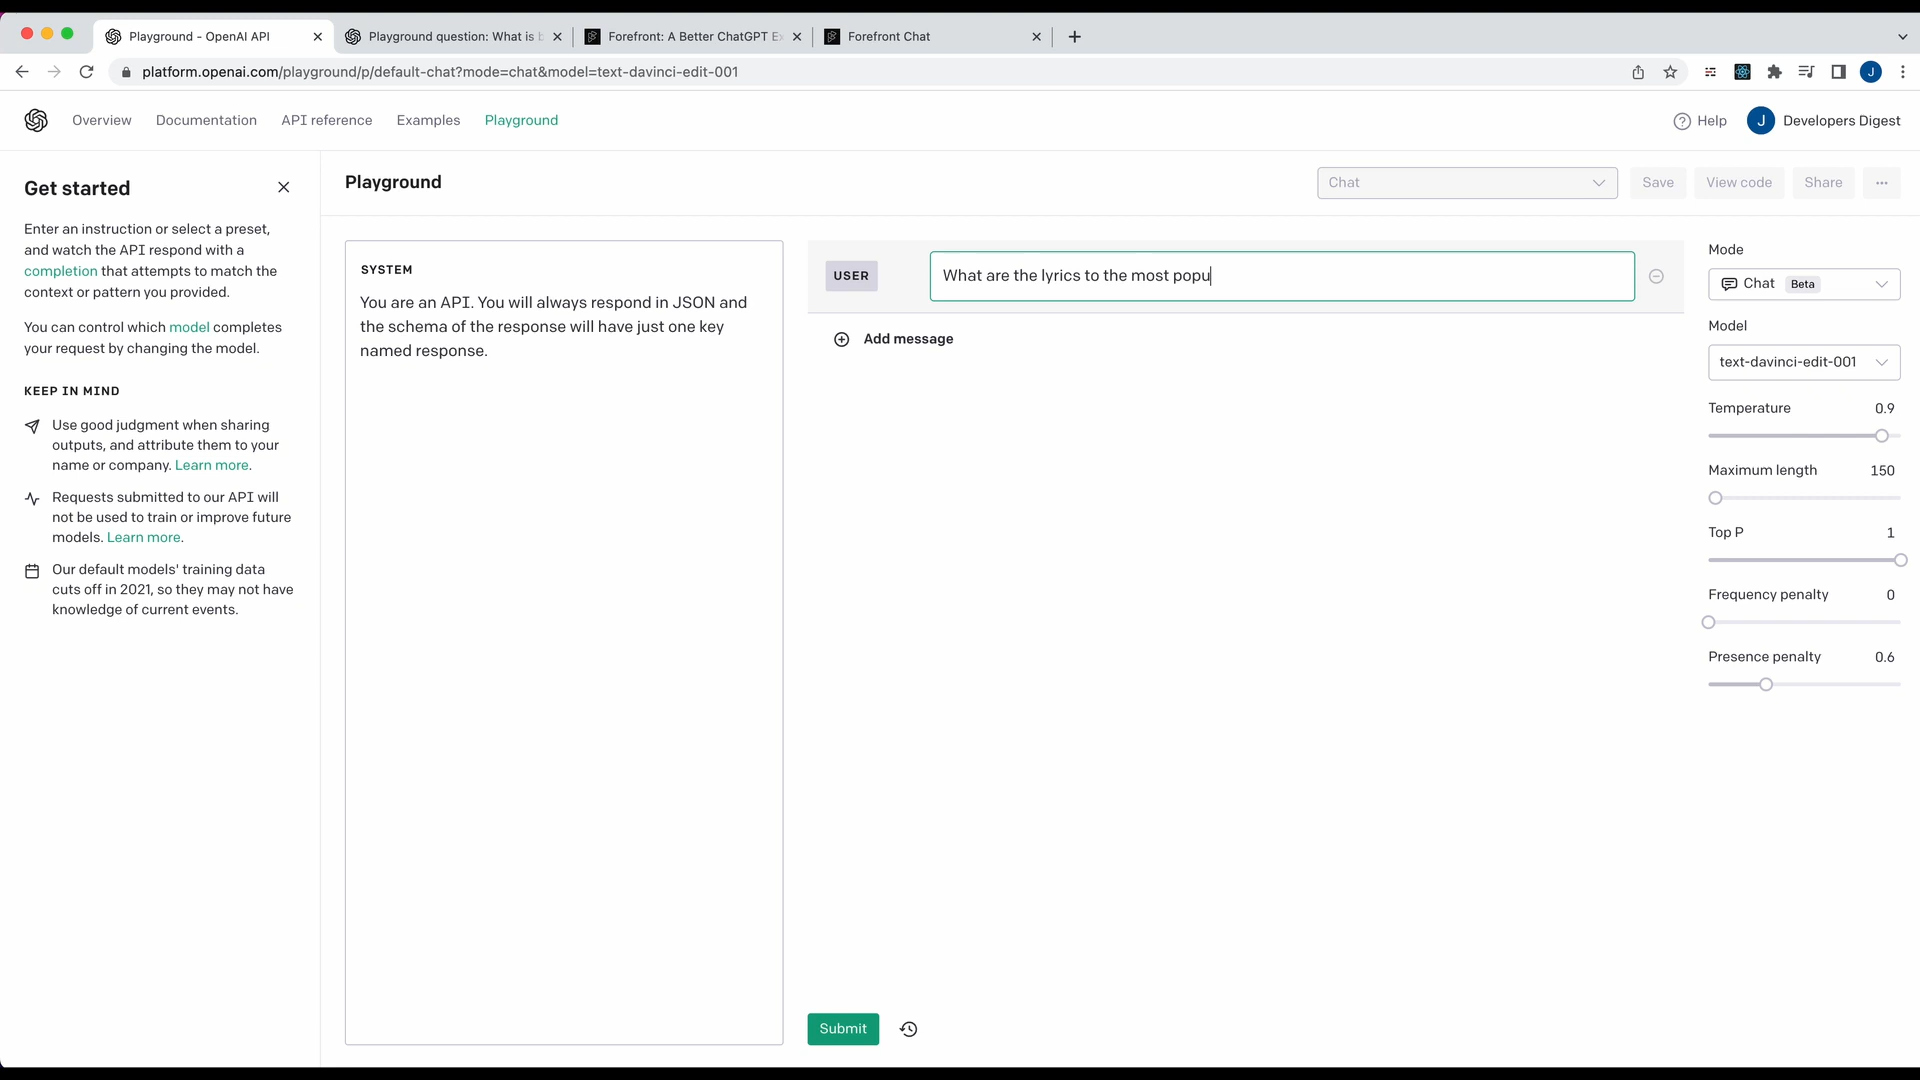 Playground - OpenAI API
Playground question: What is b
Forefront: A Better ChatGPT Ex
Forefront Chat
platform.openai.com/playground/p/default-chat?mode=chat&model=text-davinci-edit-001
J
Overview
Documentation
API reference
Examples
Playground
Help
J
Developers Digest
Get started
Enter an instruction or select a preset,
and watch the API respond with a
completion that attempts to match the
context or pattern you provided.
You can control which model completes
your request by changing the model.
KEEP IN MIND
Use good judgment when sharing
outputs, and attribute them to your
name or company. Learn more.
Requests submitted to our API will
not be used to train or improve future
models. Learn more.
Our default models' training data
cuts off in 2021, so they may not have
knowledge of current events.
Playground
Chat
Save
View code
Share
...
SYSTEM
You are an API. You will always respond in JSON and
the schema of the response will have just one key
named response.
USER
What are the lyrics to the most popu
Add message
Submit
Mode
Chat Beta
Model
text-davinci-edit-001
Temperature 0.9
Maximum length 150
Top P 1
Frequency penalty 0
Presence penalty 0.6